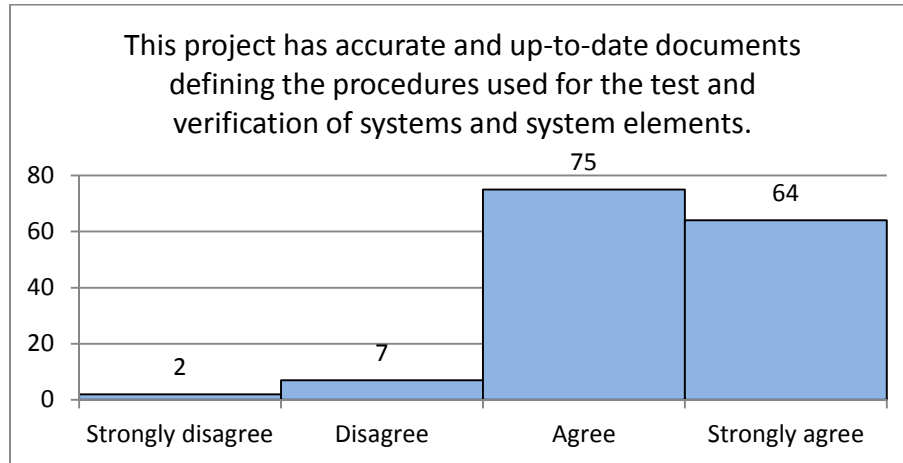 This project has accurate and up-to-date documents
defining the procedures used for the test and
verification of systems and system elements.
75
80
64
60
40
20
7
2
0
Strongly disagree
Disagree
Agree
Strongly agree